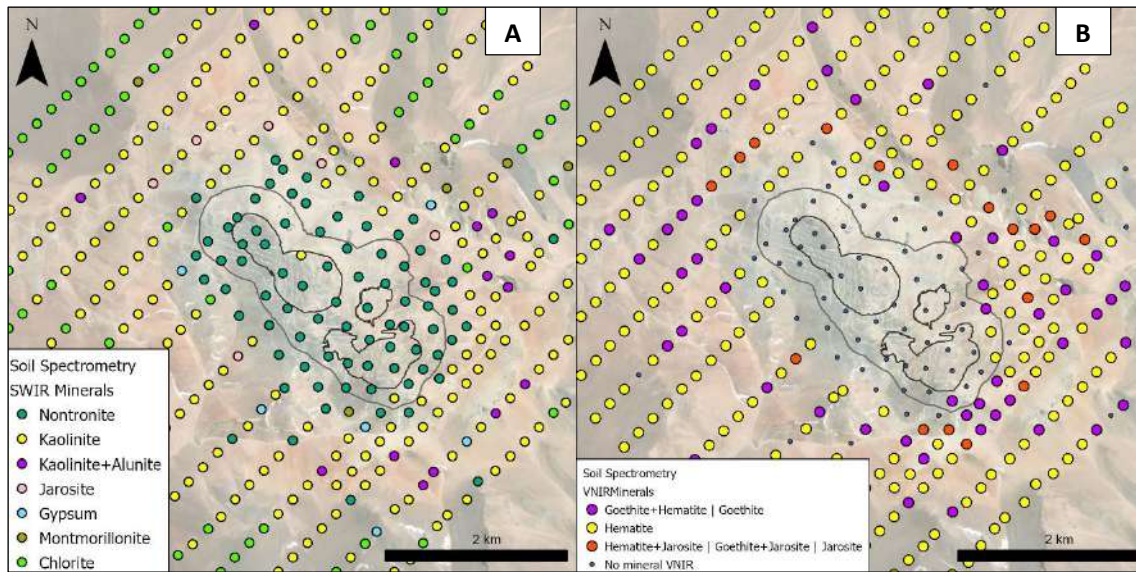 N
A
Soil Spectrometry
SWIR Minerals
Nontronite
Kaolinite
Kaolinite+Alunite
Jarosite
Gypsum
Montmorillonite
Chlorite
2 km
N
B
Soil Spectrometry
VNIRMinerals
Goethite+Hematite | Goethite
Hematite
Hematite+Jarosite | Goethite+Jarosite | Jarosite
No mineral VNIR
2 km